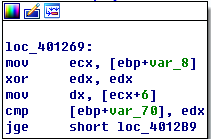 loc_401269:
mov ecx, [ebp+var_8]
xor edx, edx
mov dx, [ecx+6]
cmp [ebp+var_70], edx
jge short loc_4012B9